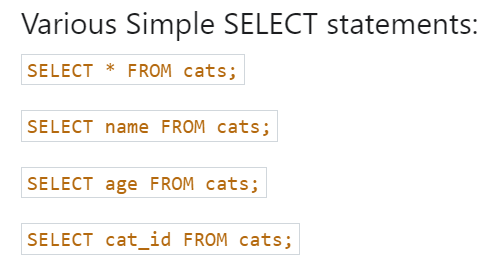 Various Simple SELECT statements:
SELECT * FROM cats;
SELECT name FROM cats;
SELECT age FROM cats;
SELECT cat_id FROM cats;